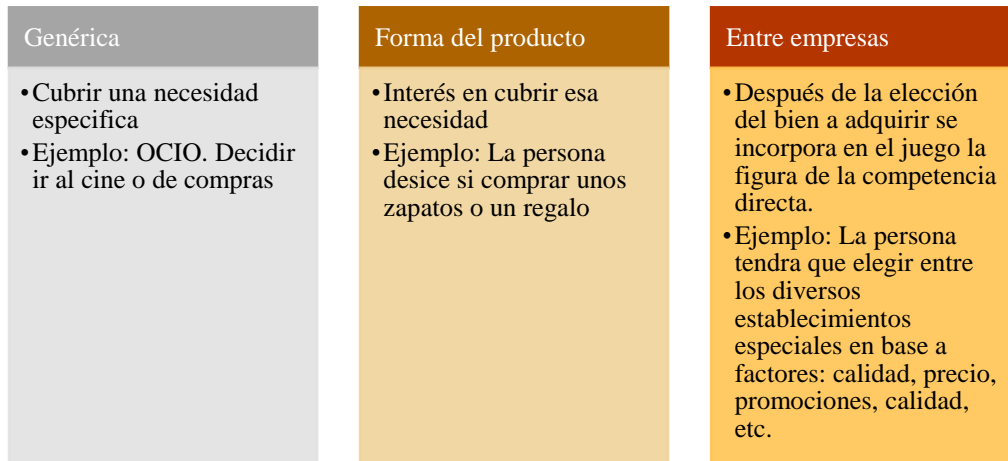 Genérica
•Cubrir una necesidad
especifica
•Ejemplo: OCIO. Decidir
ir al cine o de compras
Forma del producto
•Interés en cubrir esa
necesidad
•Ejemplo: La persona
desice si comprar unos
zapatos o un regalo
Entre empresas
•Después de la elección
del bien a adquirir se
incorpora en el juego la
figura de la competencia
directa.
•Ejemplo: La persona
tendra que elegir entre
los diversos
establecimientos
especiales en base a
factores: calidad, precio,
promociones, calidad,
etc.